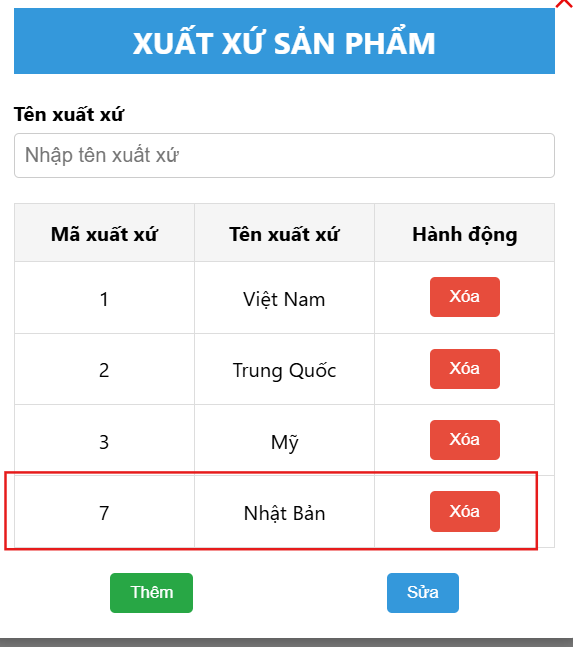 XUẤT XỨ SẢN PHẨM
Tên xuất xứ
Nhập tên xuất xứ
Mã xuất xứ Tên xuất xứ Hành động
1 Việt Nam Xóa
2 Trung Quốc Xóa
3 Mỹ Xóa
7 Nhật Bản Xóa
Thêm Sửa